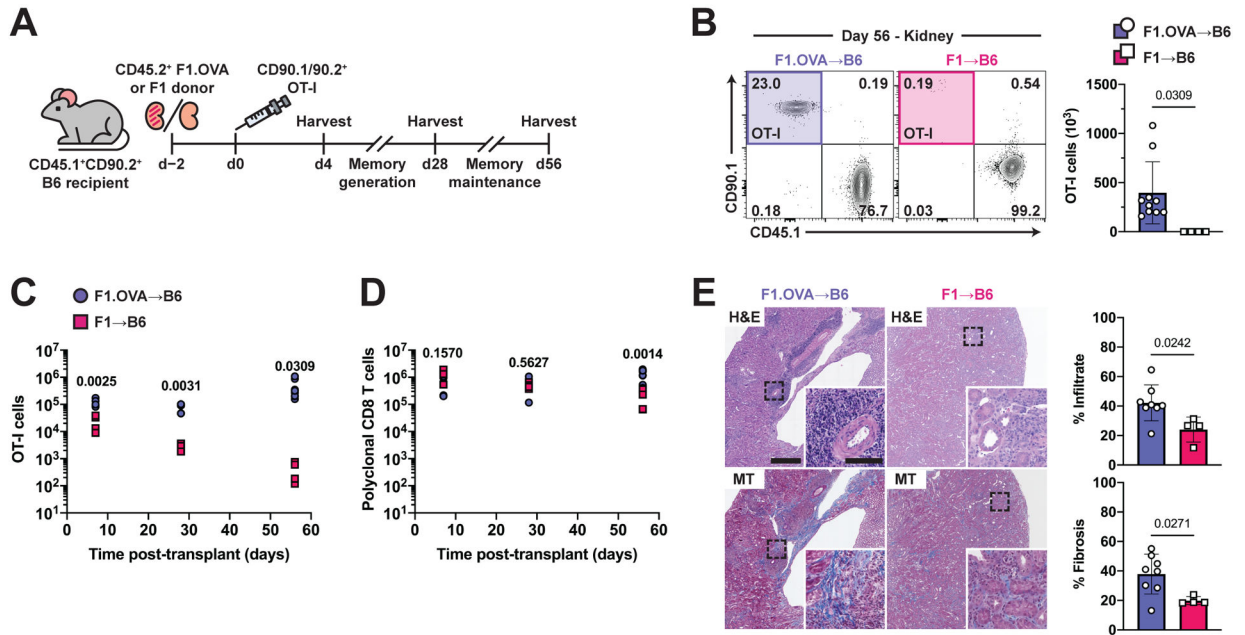 A
CD45.2⁺ F1.OVA
or F1 donor
CD90.1/90.2⁺
OT-I
Harvest
Harvest
Harvest
CD45.1⁺CD90.2⁺
B6 recipient
d−2
d0
d4
Memory
generation
d28
Memory
maintenance
d56
B
Day 56 - Kidney
F1.OVA→B6
F1→B6
23.0
0.19
OT-I
0.18
76.7
0.19
0.54
OT-I
0.03
99.2
CD90.1
CD45.1
F1.OVA→B6
F1→B6
0.0309
1500
1000
500
0
OT-I cells (10³)
C
F1.OVA→B6
F1→B6
10⁷
10⁶
10⁵
10⁴
10³
10²
10¹
OT-I cells
0.0025
0.0031
0.0309
0 10 20 30 40 50 60
Time post-transplant (days)
D
10⁷
10⁶
10⁵
10⁴
10³
10²
10¹
Polyclonal CD8 T cells
0.1570
0.5627
0.0014
0 10 20 30 40 50 60
Time post-transplant (days)
E
F1.OVA→B6
F1→B6
H&E
H&E
MT
MT
100
80
60
40
20
0
% Infiltrate
0.0242
100
80
60
40
20
0
% Fibrosis
0.0271